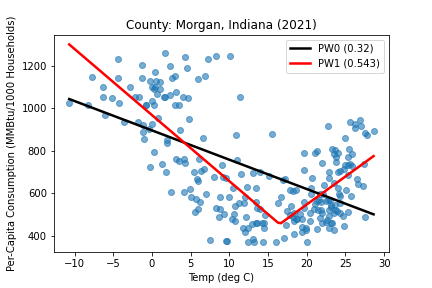 County: Morgan, Indiana (2021)
PW0 (0.32)
PW1 (0.543)
Per-Capita Consumption (MMBtu/1000 Households)
1200
1000
800
600
400
−10 −5 0 5 10 15 20 25 30
Temp (deg C)